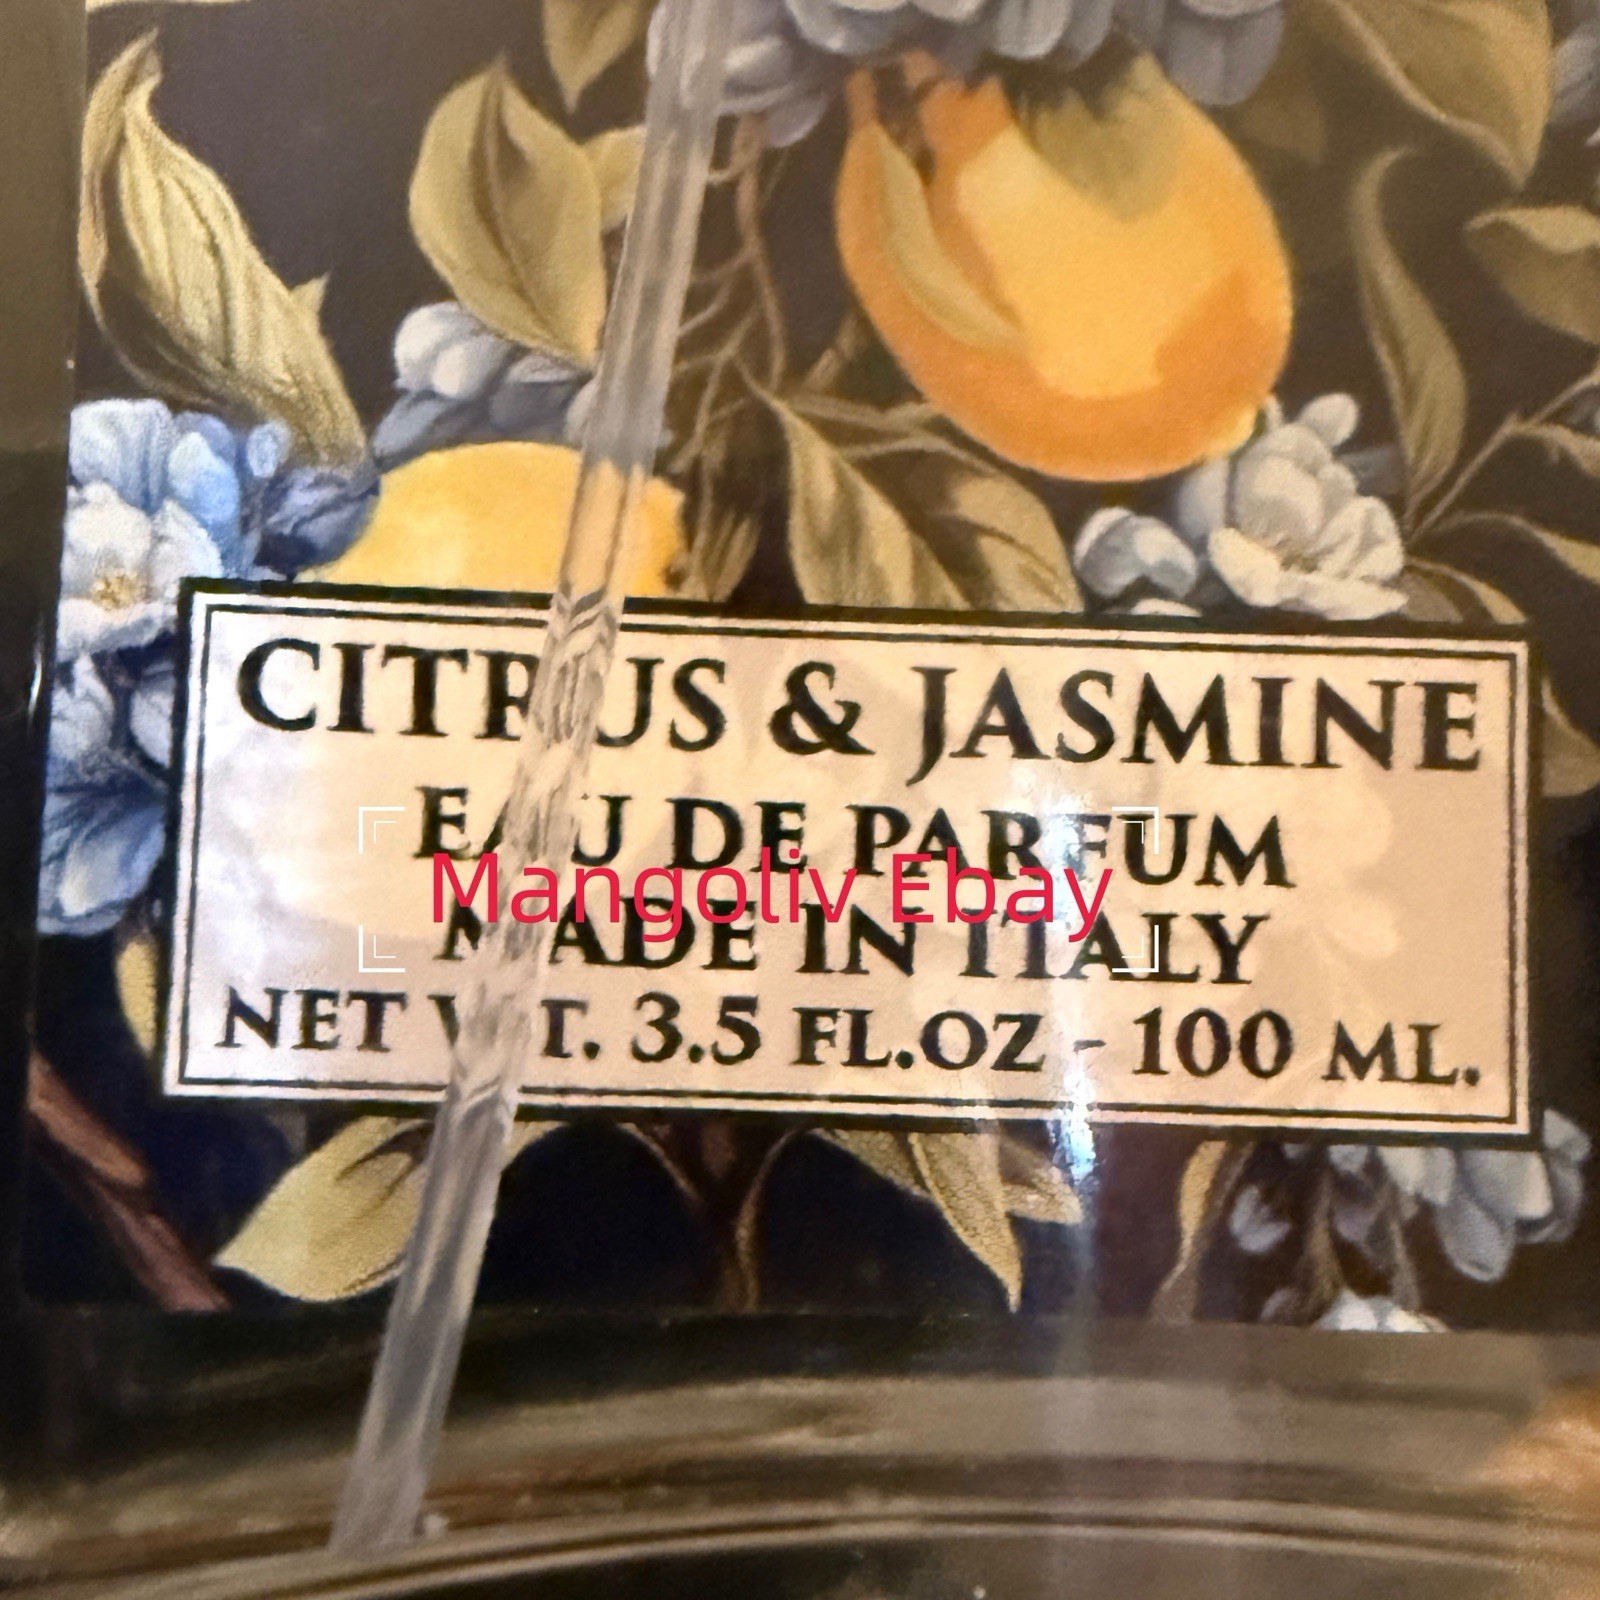 CITRUS & JASMINE
EAU DE PARFUM
Mangoliv Ebay
MADE IN ITALY
NET WT. 3.5 FL.OZ - 100 ML.